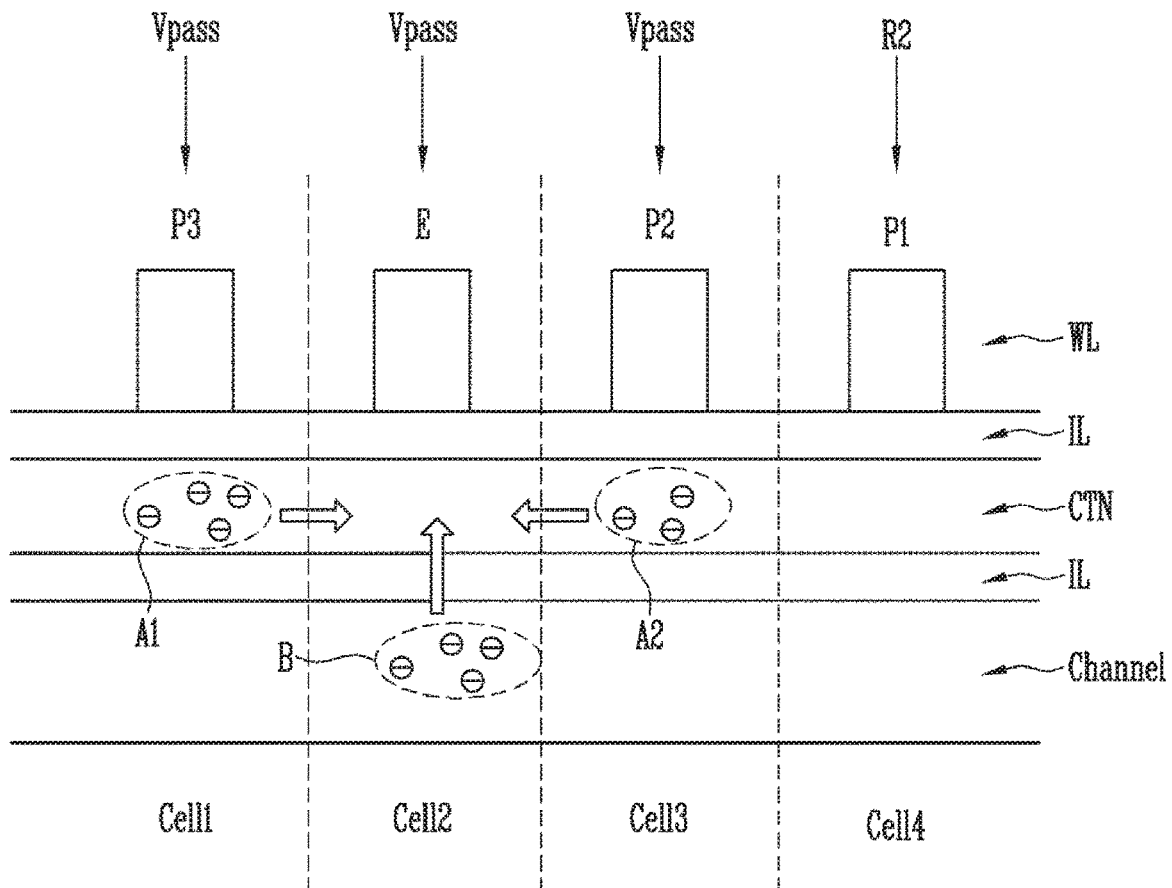 Vpass Vpass Vpass R2
P3 E P2 P1
WL
IL
CTN
IL
A1 A2
B
Channel
Cell1 Cell2 Cell3 Cell4